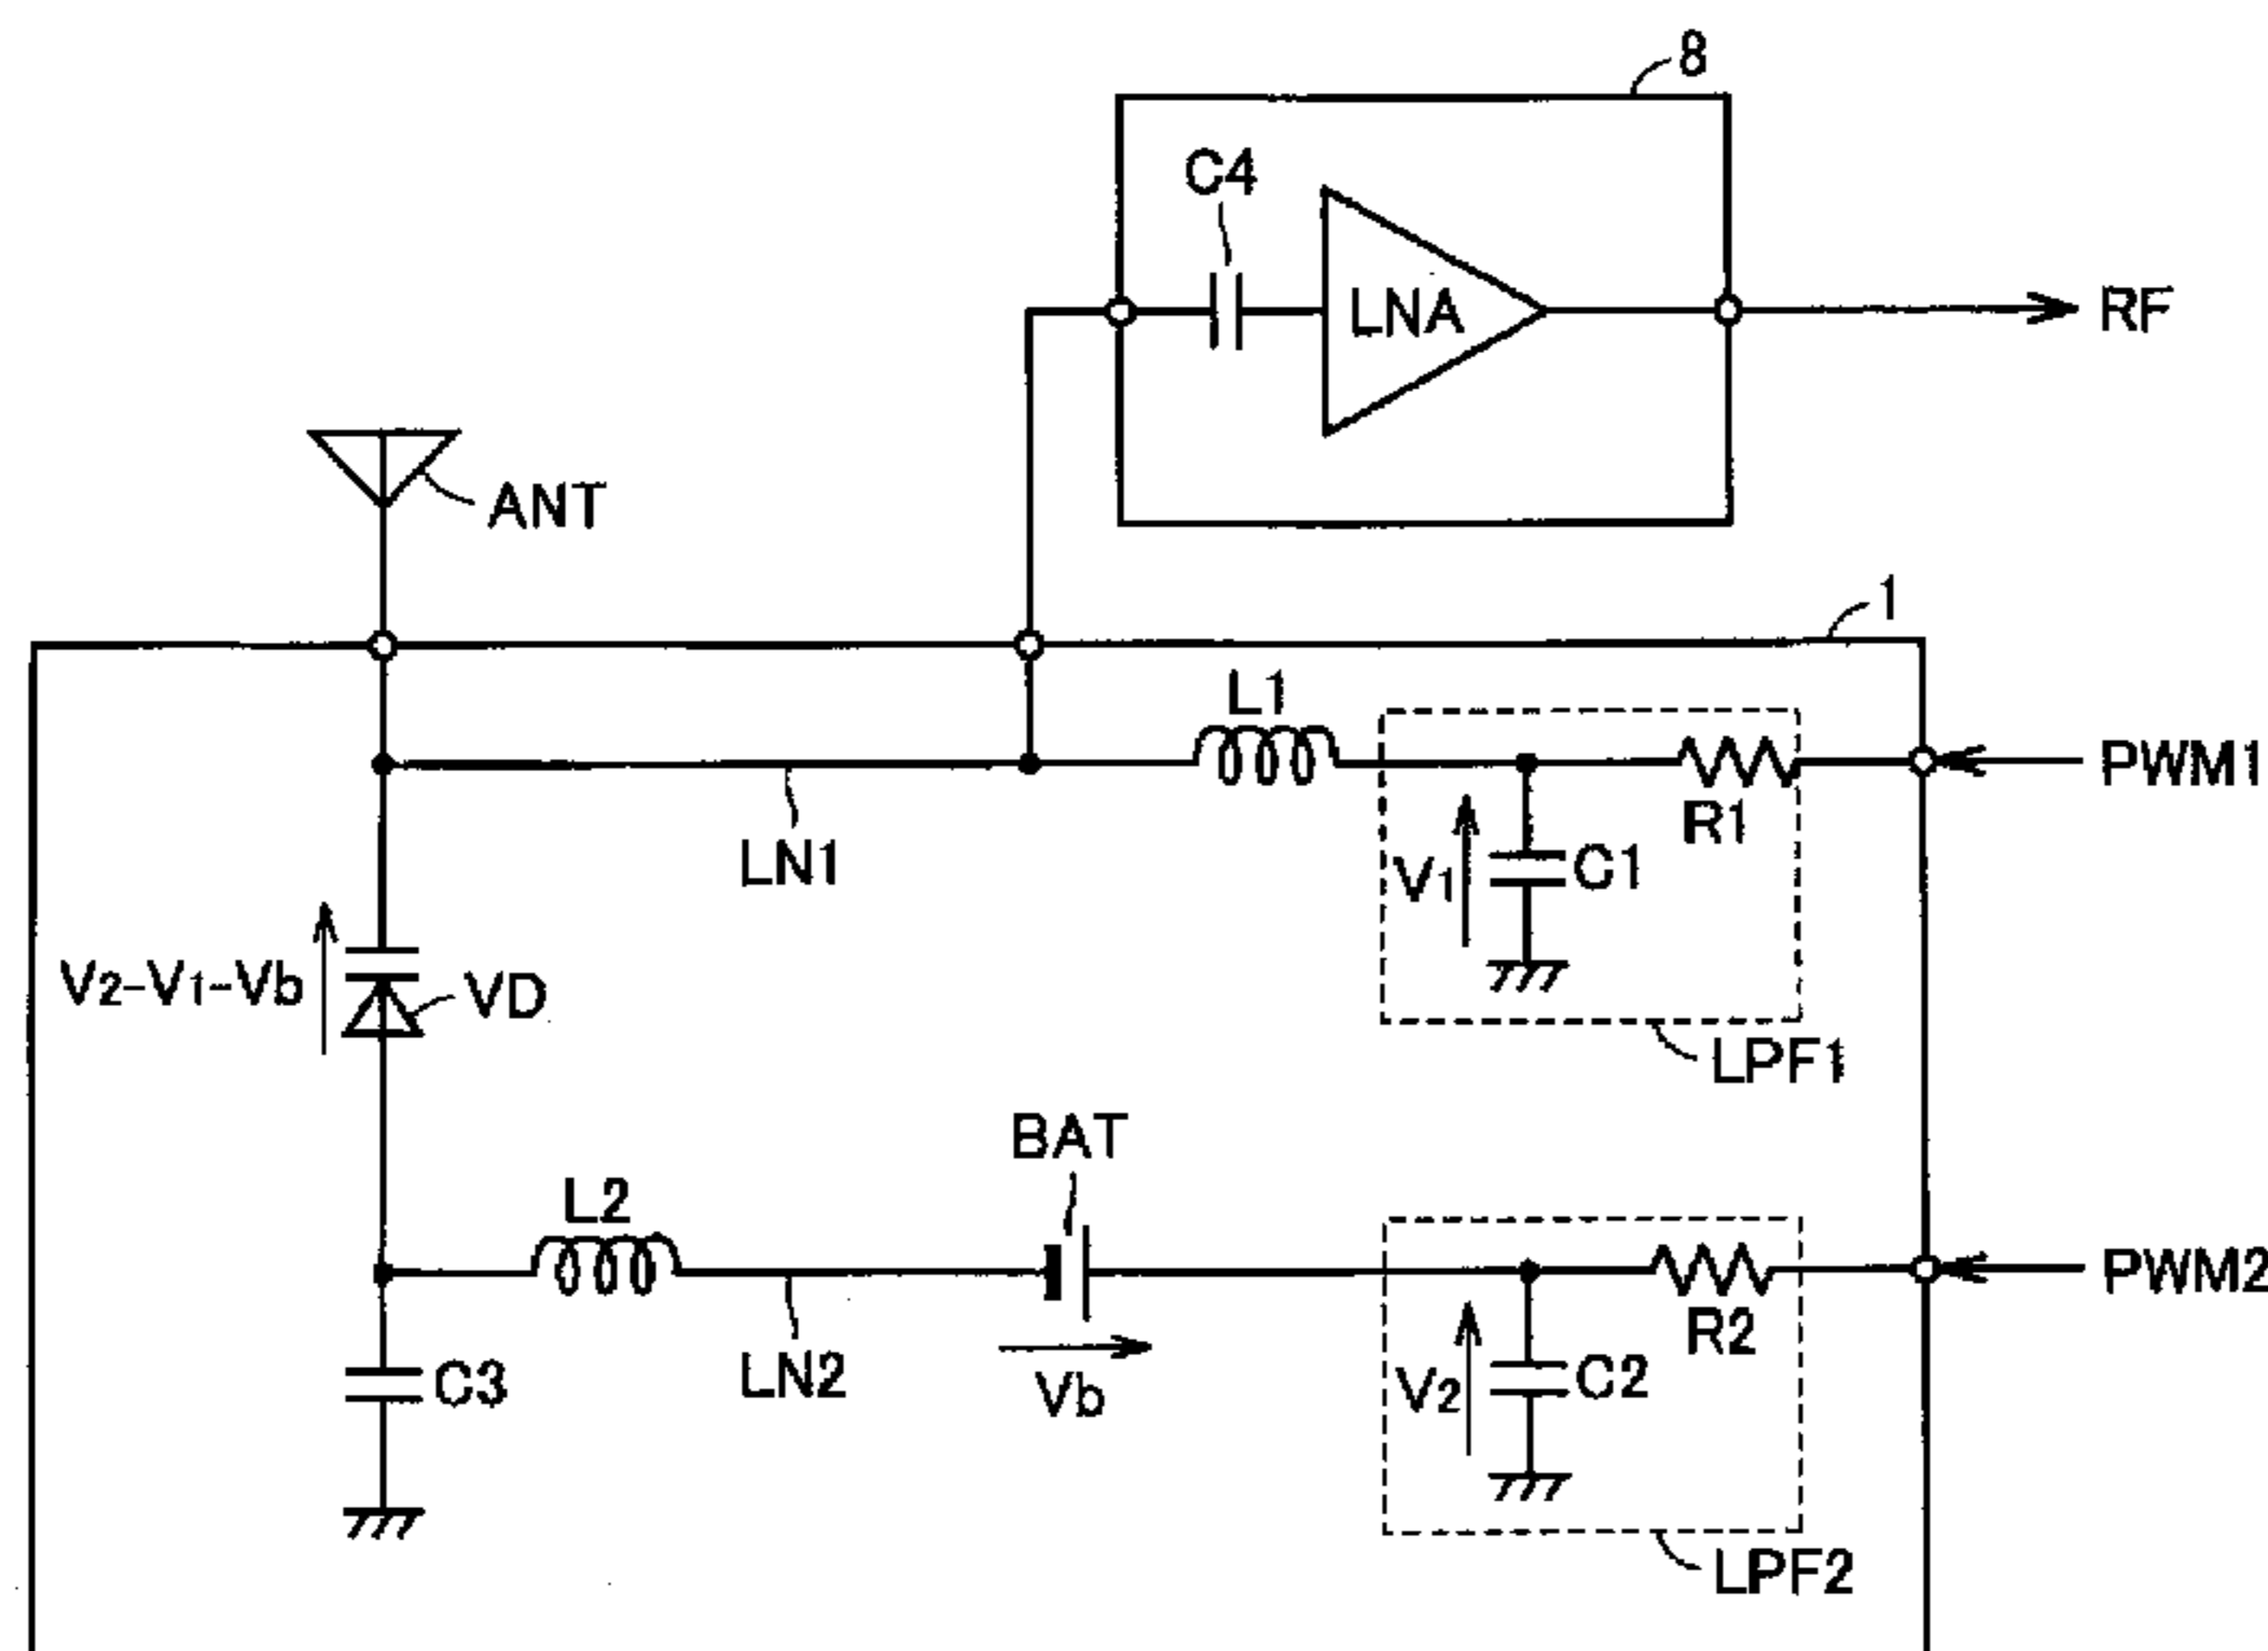 8
C4
LNA
RF
ANT
1
L1
PWM1
R1
LN1
V1
C1
V2-V1-Vb
VD
LPF1
BAT
L2
PWM2
R2
LN2
V2
C2
C3
Vb
LPF2